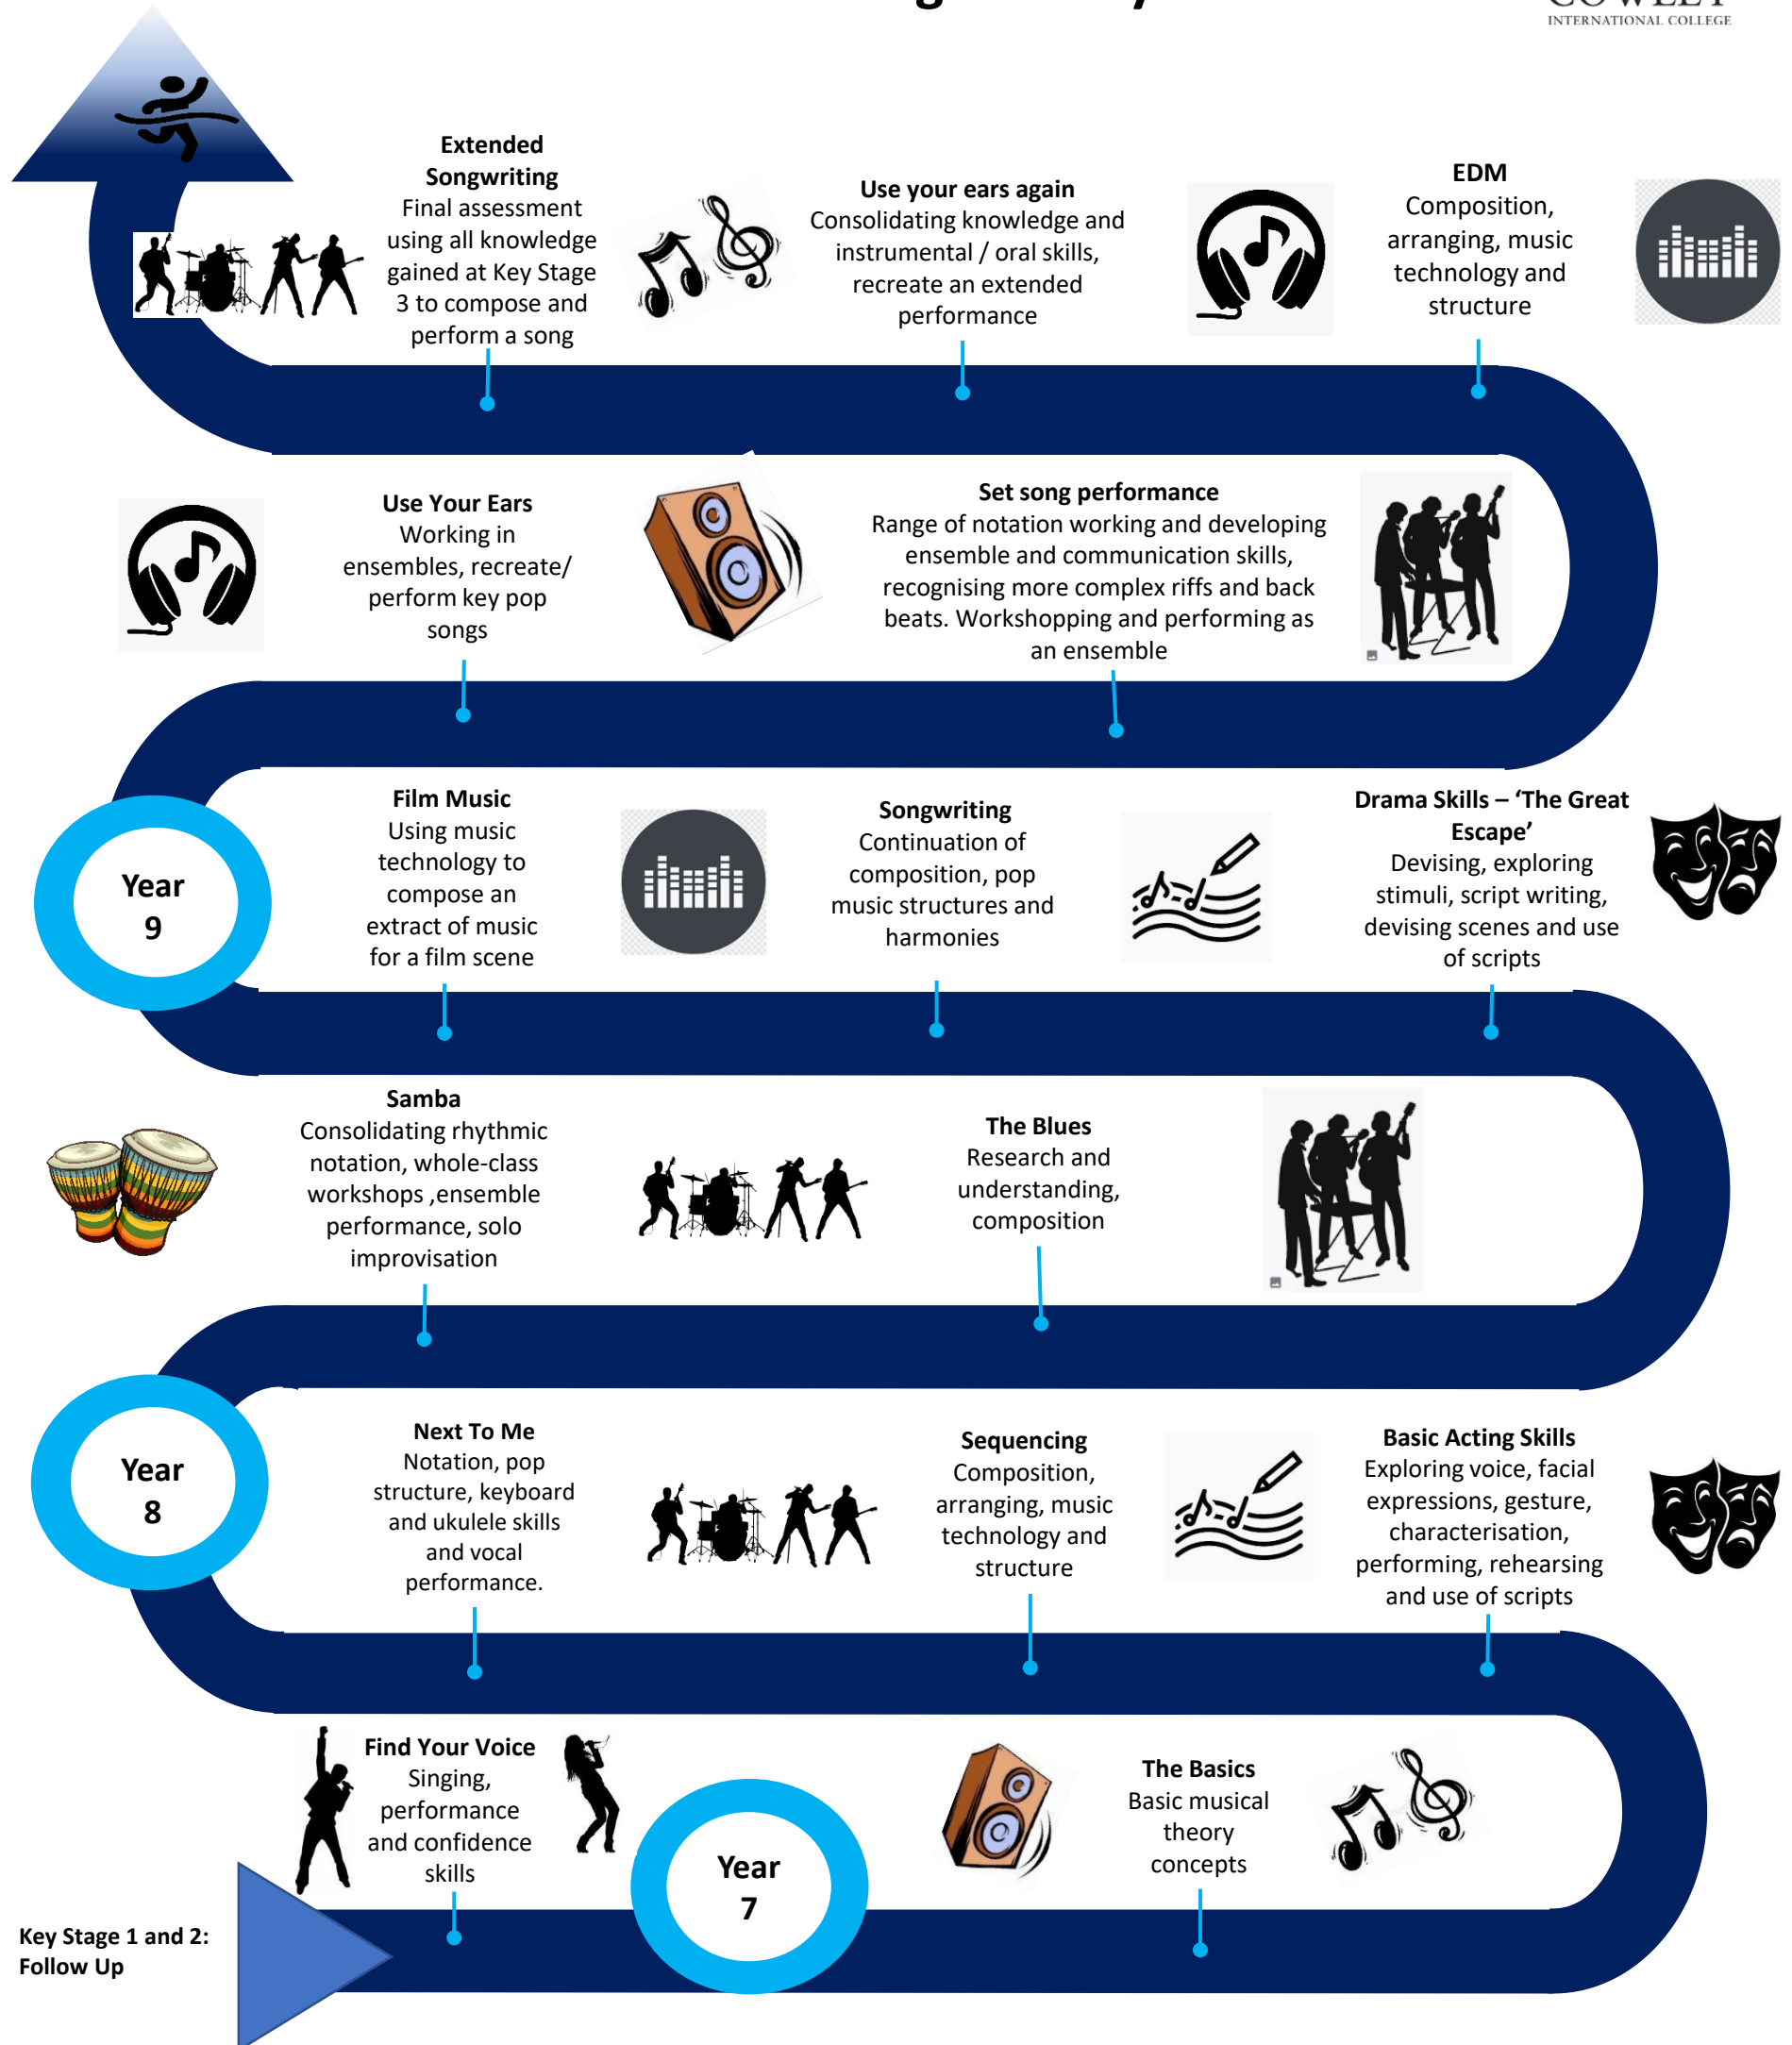 COWLEY
INTERNATIONAL COLLEGE
Extended
Songwriting
Final assessment
using all knowledge
gained at Key Stage
3 to compose and
perform a song
Use your ears again
Consolidating knowledge and
instrumental / oral skills,
recreate an extended
performance
EDM
Composition,
arranging, music
technology and
structure
Use Your Ears
Working in
ensembles, recreate/
perform key pop
songs
Set song performance
Range of notation working and developing
ensemble and communication skills,
recognising more complex riffs and back
beats. Workshopping and performing as
an ensemble
Year
9
Film Music
Using music
technology to
compose an
extract of music
for a film scene
Songwriting
Continuation of
composition, pop
music structures and
harmonies
Drama Skills – ‘The Great
Escape’
Devising, exploring
stimuli, script writing,
devising scenes and use
of scripts
Samba
Consolidating rhythmic
notation, whole-class
workshops ,ensemble
performance, solo
improvisation
The Blues
Research and
understanding,
composition
Year
8
Next To Me
Notation, pop
structure, keyboard
and ukulele skills
and vocal
performance.
Sequencing
Composition,
arranging, music
technology and
structure
Basic Acting Skills
Exploring voice, facial
expressions, gesture,
characterisation,
performing, rehearsing
and use of scripts
Find Your Voice
Singing,
performance
and confidence
skills
Year
7
The Basics
Basic musical
theory
concepts
Key Stage 1 and 2:
Follow Up